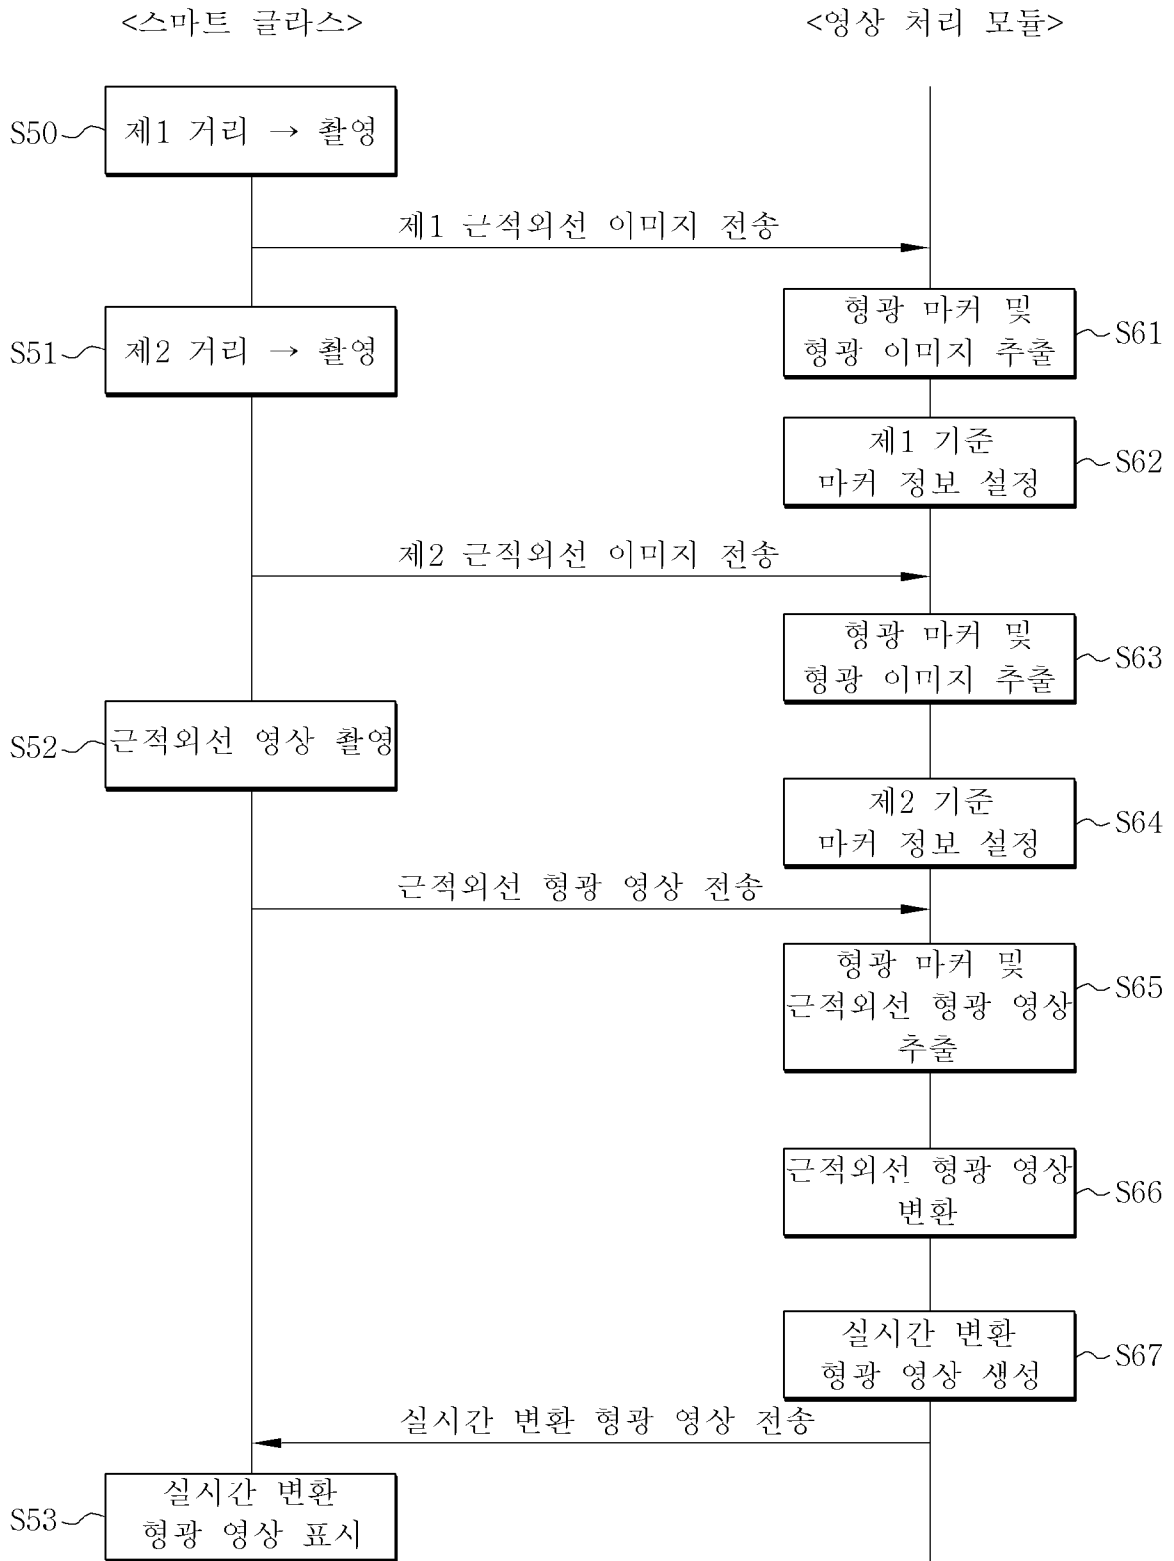 <스마트 글라스>
<영상 처리 모듈>
S50
제1 거리 → 촬영
제1 근적외선 이미지 전송
형광 마커 및
형광 이미지 추출
S61
S51
제2 거리 → 촬영
제1 기준
마커 정보 설정
S62
제2 근적외선 이미지 전송
형광 마커 및
형광 이미지 추출
S63
S52
근적외선 영상 촬영
제2 기준
마커 정보 설정
S64
근적외선 형광 영상 전송
형광 마커 및
근적외선 형광 영상
추출
S65
근적외선 형광 영상
변환
S66
실시간 변환
형광 영상 생성
S67
실시간 변환 형광 영상 전송
S53
실시간 변환
형광 영상 표시